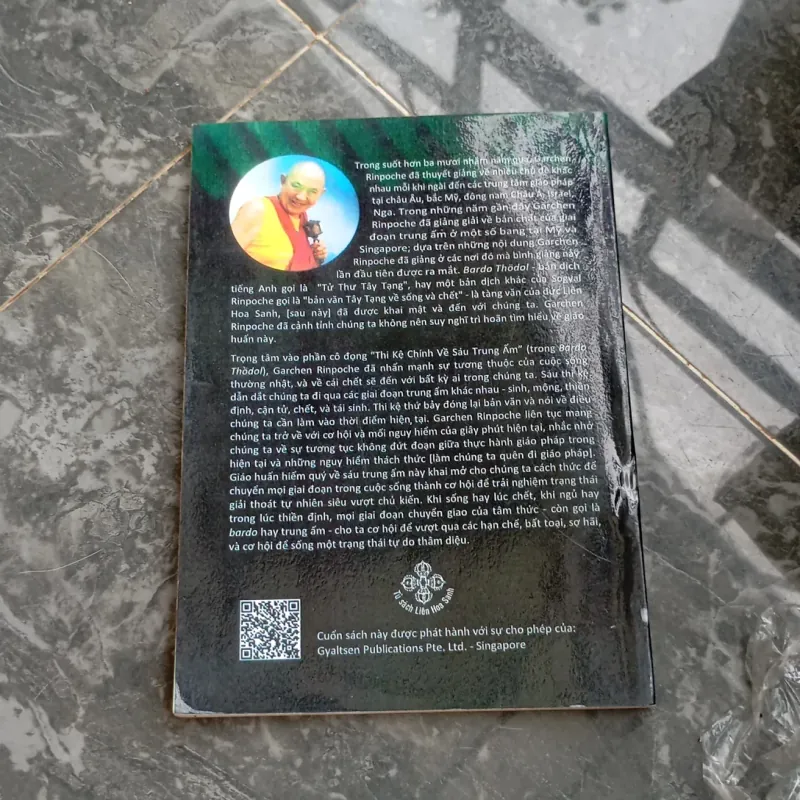 Trong suốt hơn ba mươi nhăm năm qua, Garchen
Rinpoche đã thuyết giảng về nhiều chủ đề khác
nhau mỗi khi ngài đến các trung tâm giáo pháp
tại châu Âu, bắc Mỹ, đông nam Châu Á, Israel,
Nga. Trong những năm gần đây Garchen
Rinpoche đã giảng giải về bản chất của giai
đoạn trung ấm ở một số bang tại Mỹ và
Singapore; dựa trên những nội dung Garchen
Rinpoche đã giảng ở các nơi đó mà bình giảng này
lần đầu tiên được ra mắt. Bardo Thödol - bản dịch
tiếng Anh gọi là "Tử Thư Tây Tạng", hay một bản dịch khác của Sogyal
Rinpoche gọi là "bản văn Tây Tạng về sống và chết" - là tàng văn của đức Liên
Hoa Sanh, [sau này] đã được khai mật và đến với chúng ta. Garchen
Rinpoche đã cảnh tỉnh chúng ta không nên suy nghĩ trì hoãn tìm hiểu về giáo
huấn này.
Trọng tâm vào phần cô đọng "Thi Kệ Chính Về Sáu Trung Ấm" (trong Bardo
Thödol), Garchen Rinpoche đã nhấn mạnh sự tương thuộc của cuộc sống
thường nhật, và về cái chết sẽ đến với bất kỳ ai trong chúng ta. Sáu thi kệ
dẫn dắt chúng ta đi qua các giai đoạn trung ấm khác nhau - sinh, mộng, thiền
định, cận tử, chết, và tái sinh. Thi kệ thứ bảy đóng lại bản văn và nói về điều
chúng ta cần làm vào thời điểm hiện tại. Garchen Rinpoche liên tục mang
chúng ta trở về với cơ hội và mối nguy hiểm của giây phút hiện tại, nhắc nhở
chúng ta về sự tương tục không đứt đoạn giữa thực hành giáo pháp trong
hiện tại và những nguy hiểm thách thức [làm chúng ta quên đi giáo pháp].
Giáo huấn hiếm quý về sáu trung ấm này khai mở cho chúng ta cách thức để
chuyển mọi giai đoạn trong cuộc sống thành cơ hội để trải nghiệm trạng thái
giải thoát tự nhiên siêu vượt chủ kiến. Khi sống hay lúc chết, khi ngủ hay
trong lúc thiền định, mọi giai đoạn chuyển giao của tâm thức - còn gọi là
bardo hay trung ấm - cho ta cơ hội để vượt qua các hạn chế, bất toại, sợ hãi,
và cơ hội để sống một trạng thái tự do thâm diệu.
Tủ sách Liên Hoa Sanh
Cuốn sách này được phát hành với sự cho phép của:
Gyaltsen Publications Pte. Ltd. - Singapore